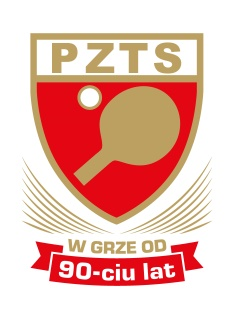 PZTS
W GRZE OD
90-ciu lat